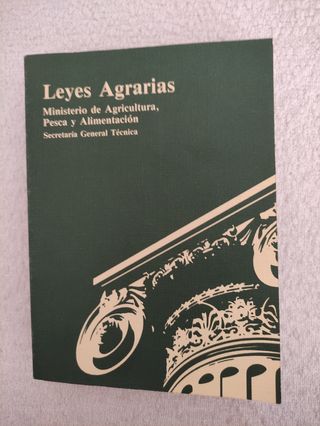 Leyes Agrarias
Ministerio de Agricultura,
Pesca y Alimentación
Secretaría General Técnica